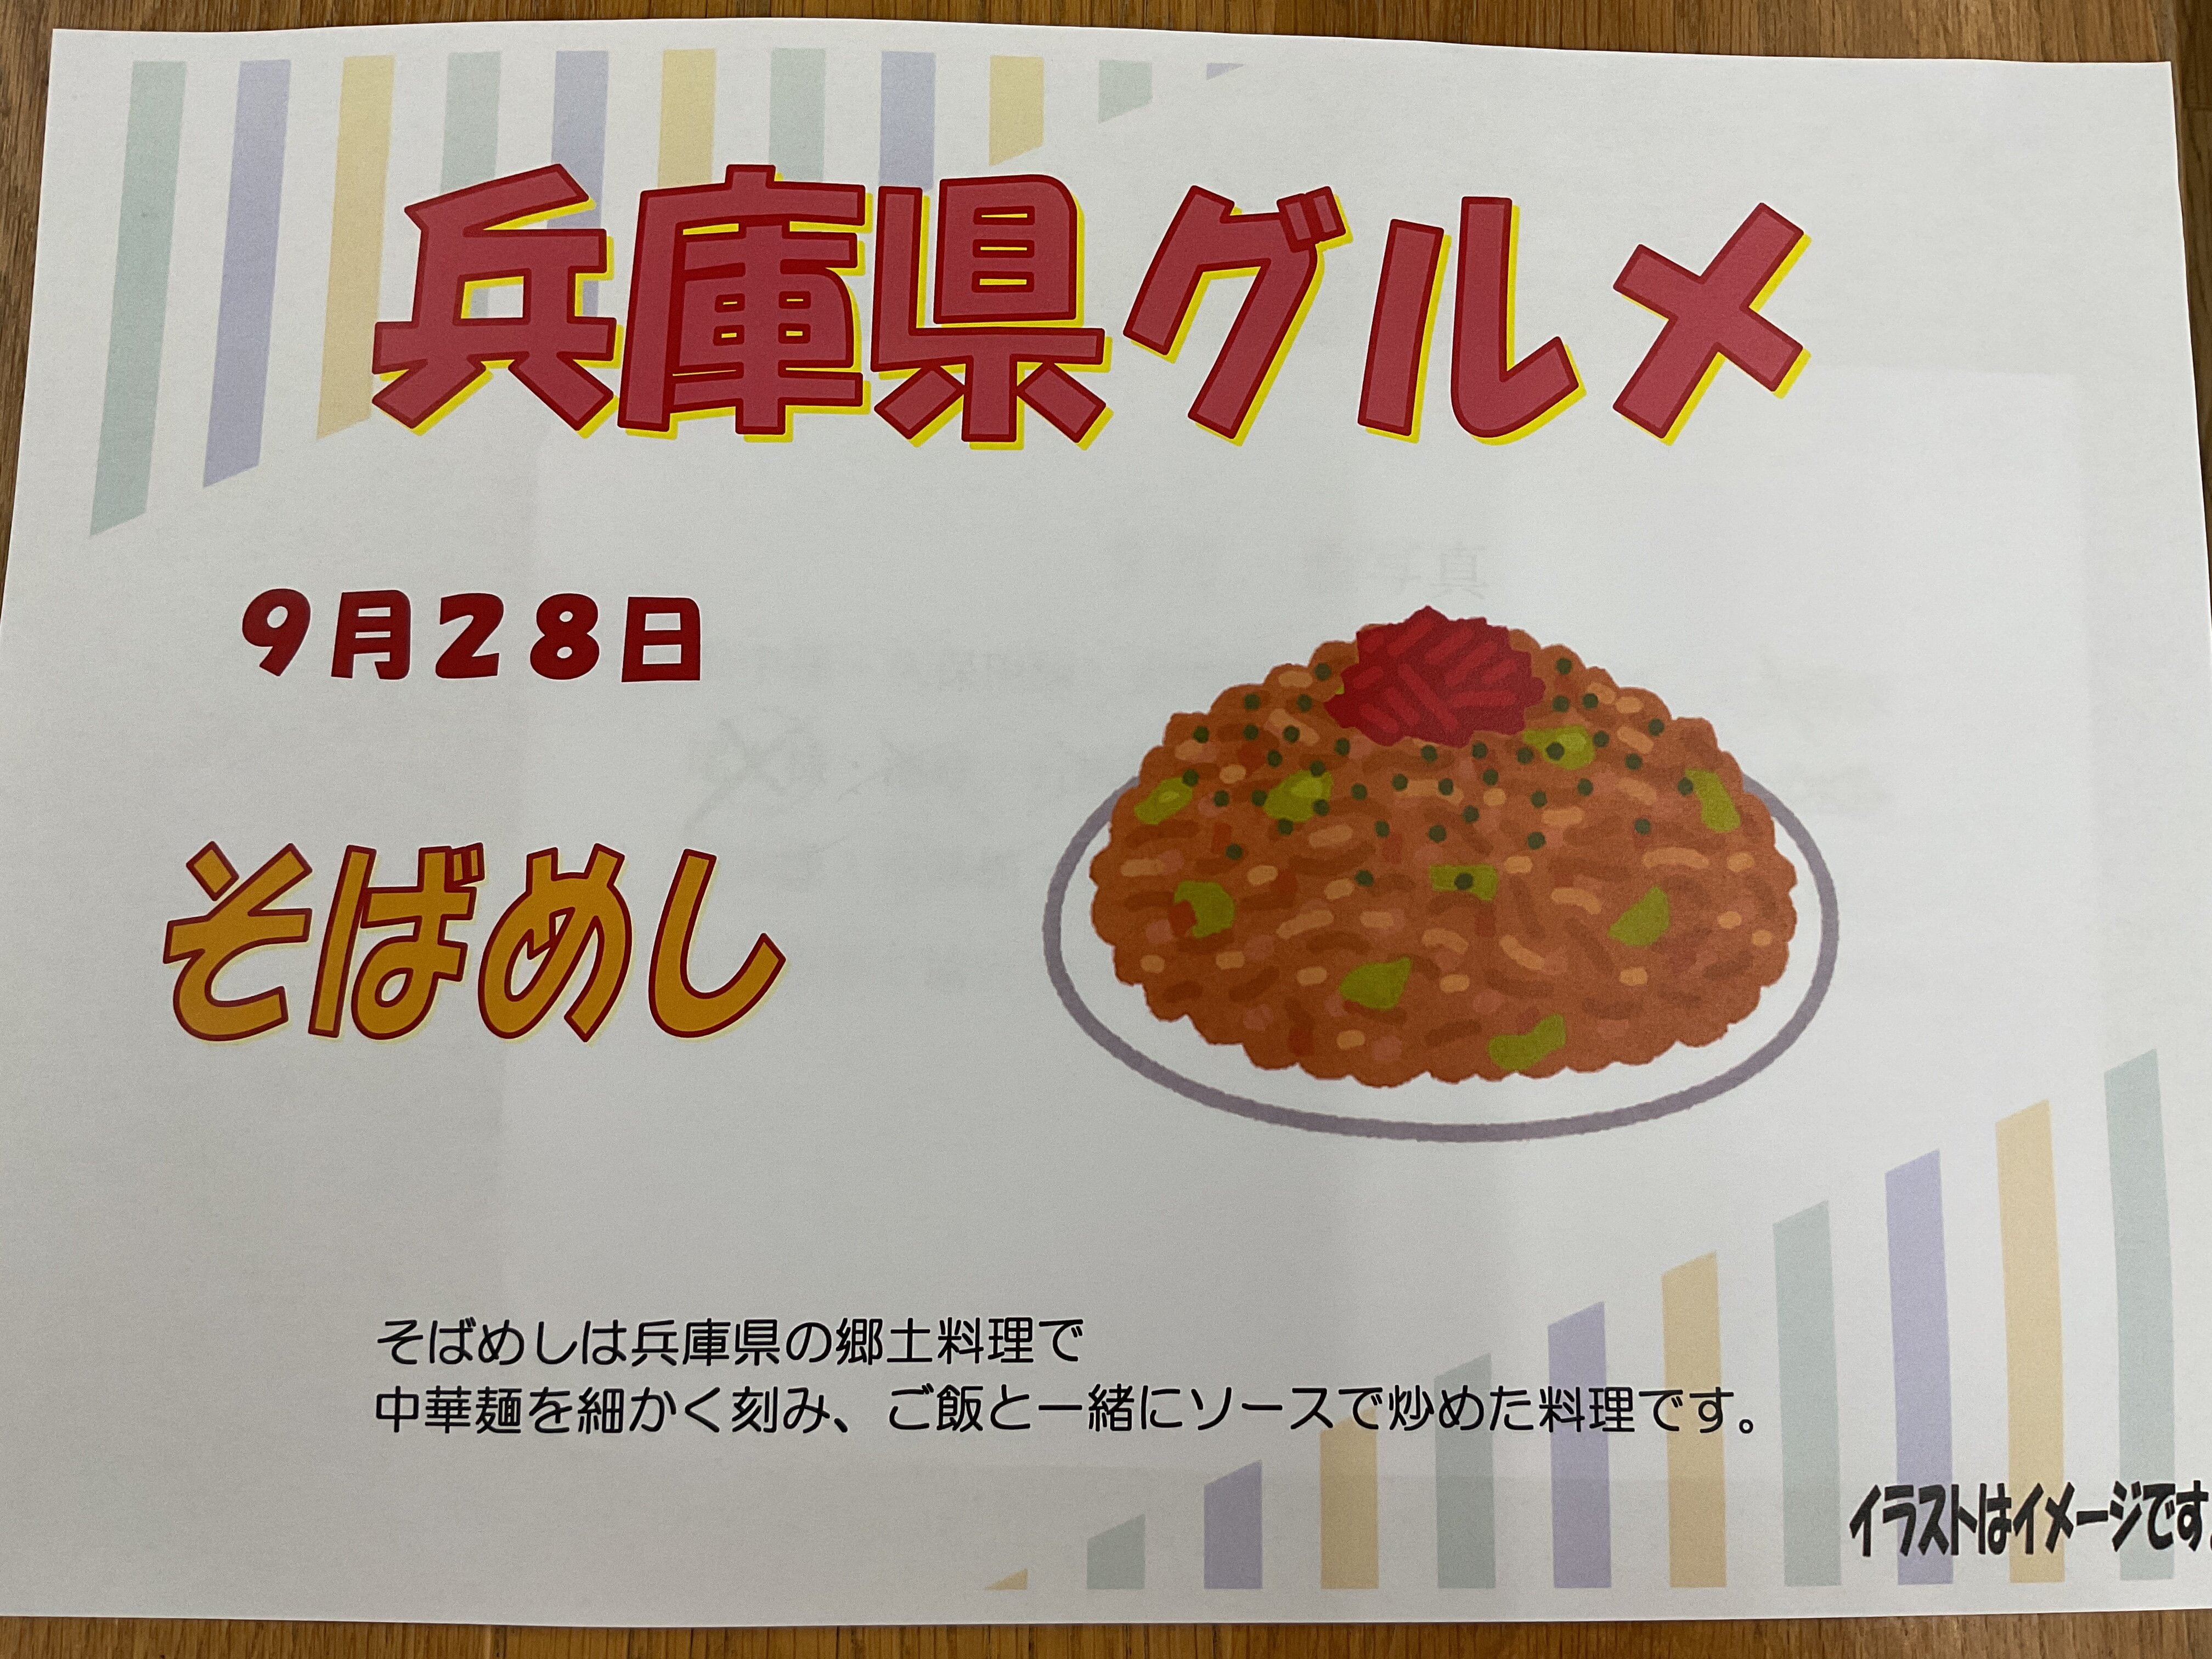 兵庫県グルメ
９月２８日
そばめし
そばめしは兵庫県の郷土料理で
中華麺を細かく刻み、ご飯と一緒にソースで炒めた料理です。
イラストはイメージです。